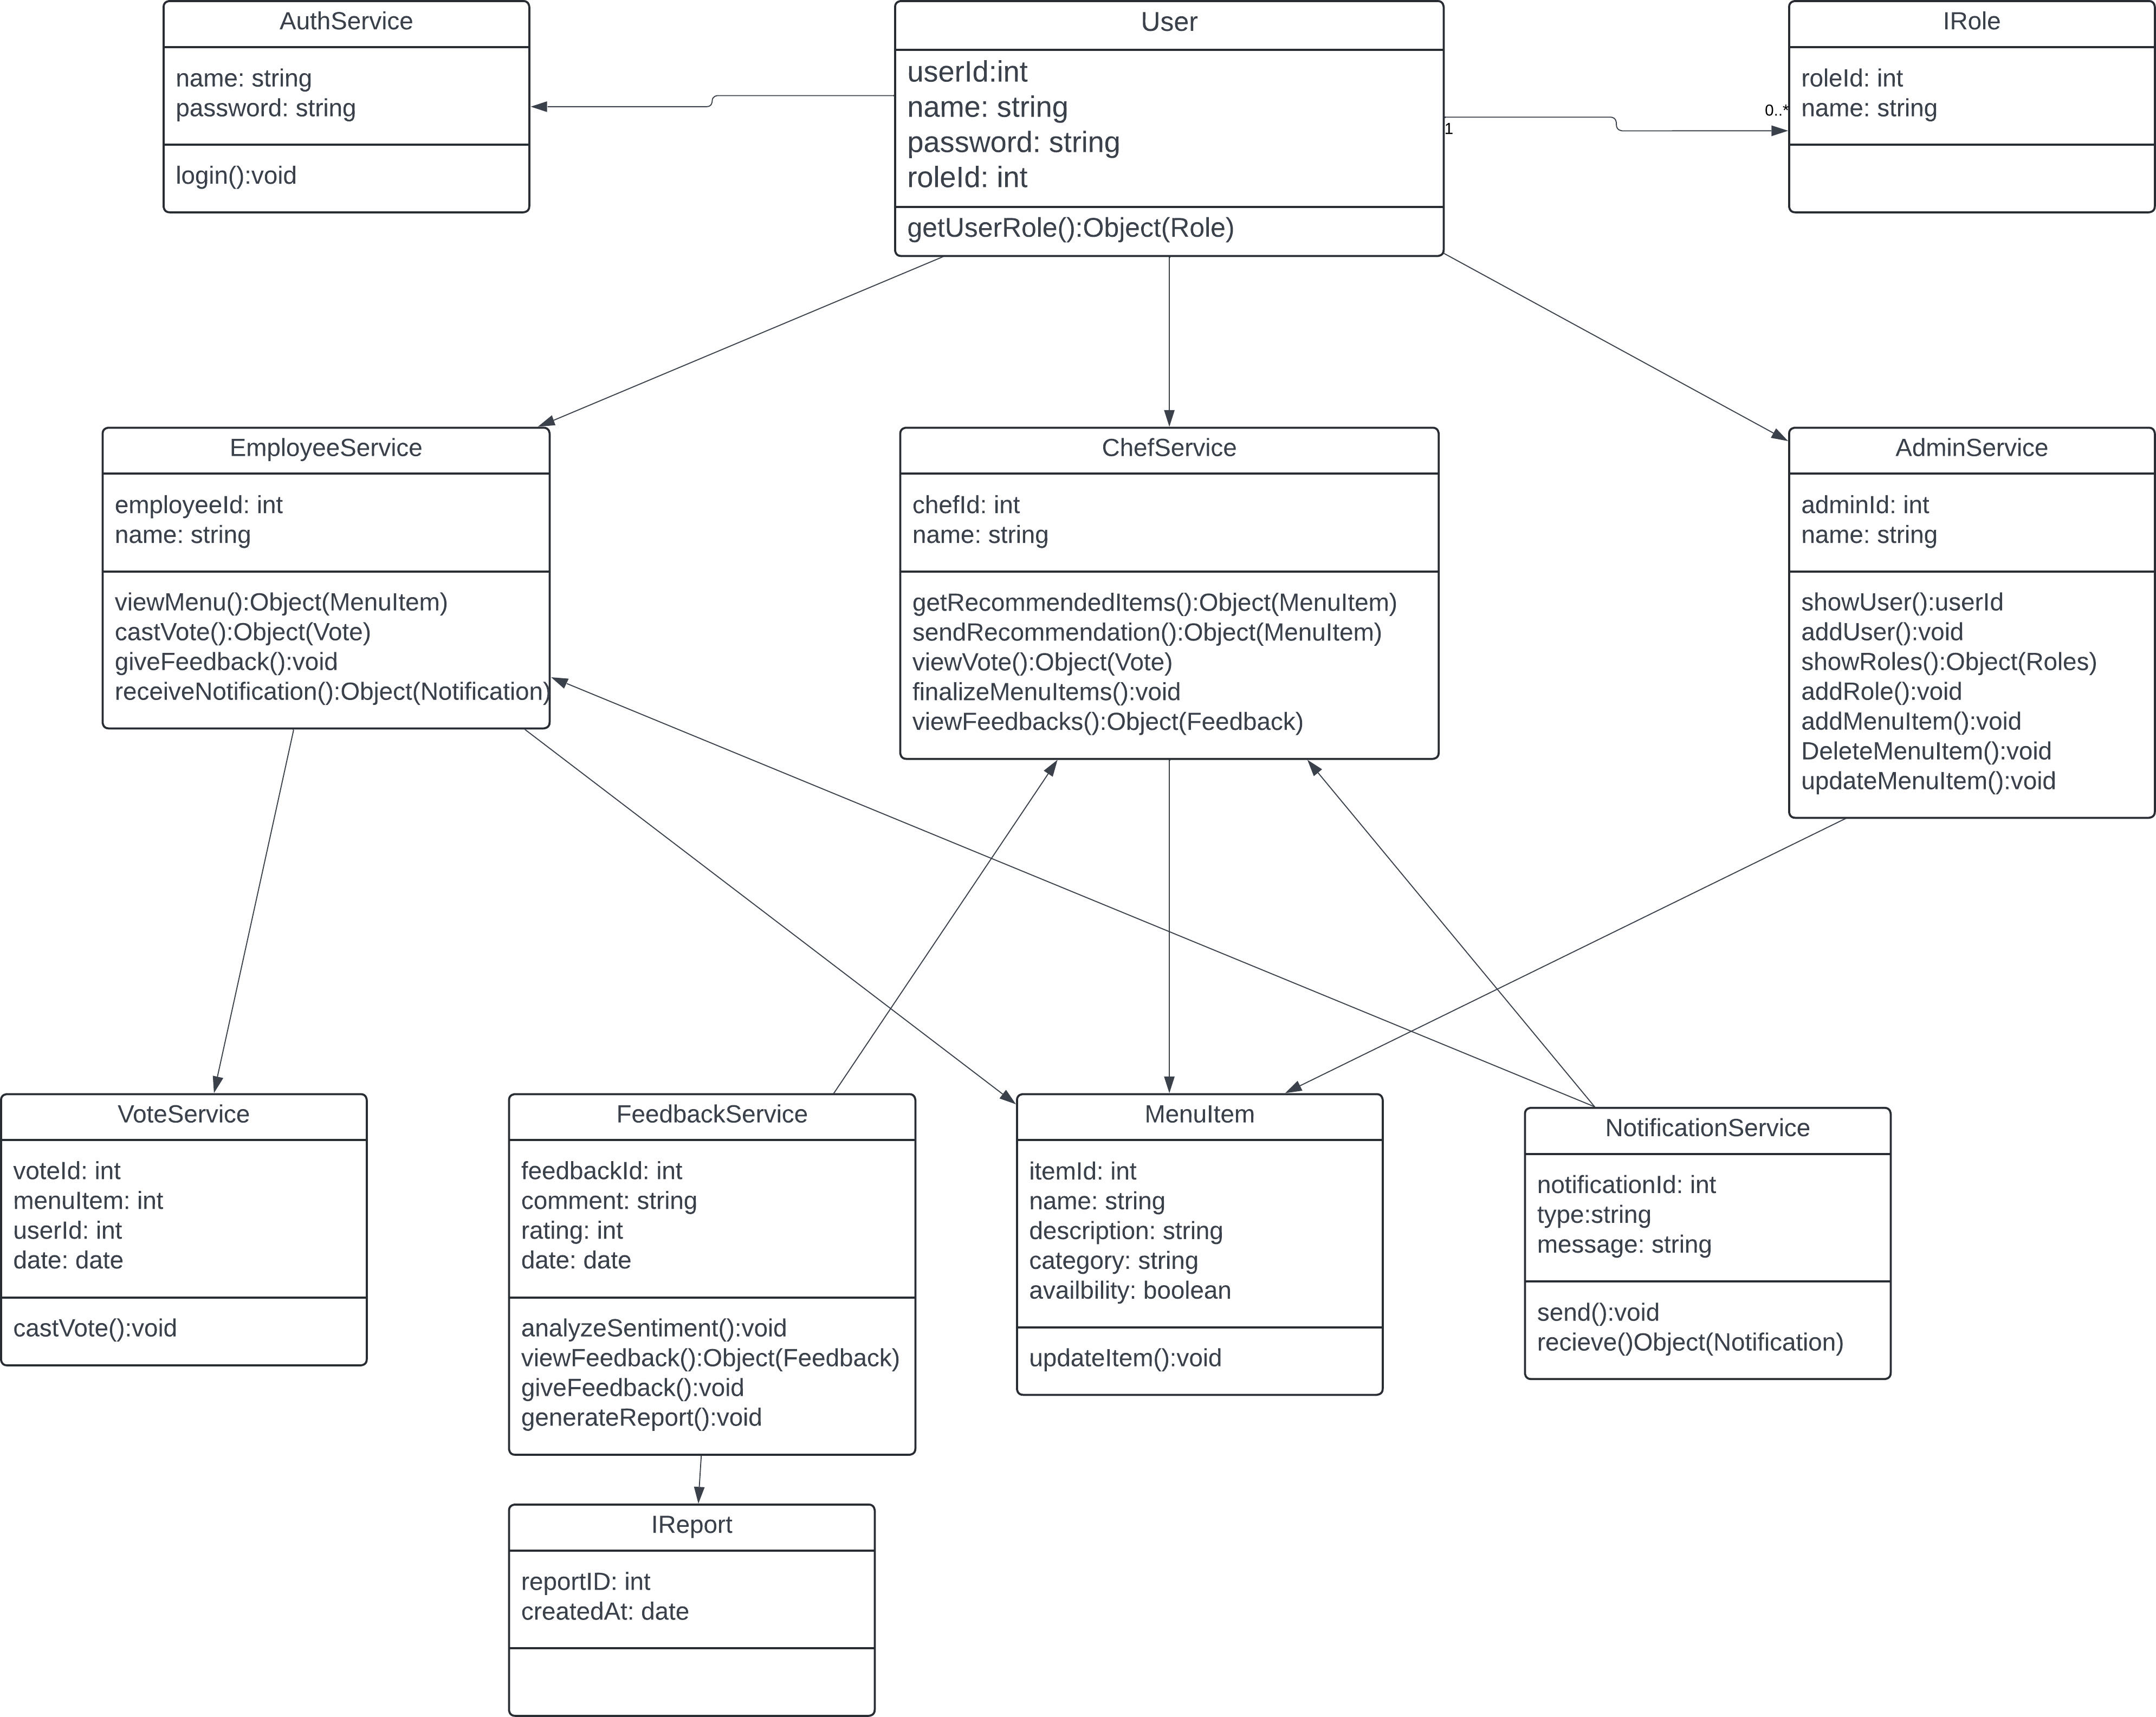 AuthService
name: string
password: string
login():void
User
userId:int
name: string
password: string
roleId: int
getUserRole():Object(Role)
1
0..*
IRole
roleId: int
name: string
EmployeeService
employeeId: int
name: string
viewMenu():Object(MenuItem)
castVote():Object(Vote)
giveFeedback():void
receiveNotification():Object(Notification)
ChefService
chefId: int
name: string
getRecommendedItems():Object(MenuItem)
sendRecommendation():Object(MenuItem)
viewVote():Object(Vote)
finalizeMenuItems():void
viewFeedbacks():Object(Feedback)
AdminService
adminId: int
name: string
showUser():userId
addUser():void
showRoles():Object(Roles)
addRole():void
addMenuItem():void
DeleteMenuItem():void
updateMenuItem():void
VoteService
voteId: int
menuItem: int
userId: int
date: date
castVote():void
FeedbackService
feedbackId: int
comment: string
rating: int
date: date
analyzeSentiment():void
viewFeedback():Object(Feedback)
giveFeedback():void
generateReport():void
MenuItem
itemId: int
name: string
description: string
category: string
availbility: boolean
updateItem():void
NotificationService
notificationId: int
type:string
message: string
send():void
recieve()Object(Notification)
IReport
reportID: int
createdAt: date